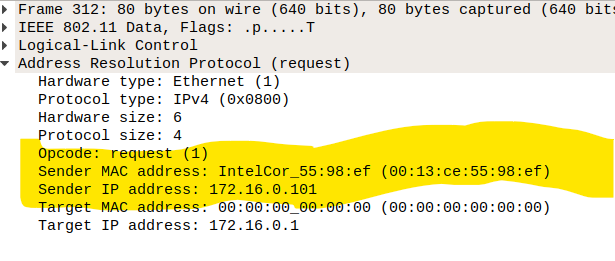 Frame 312: 80 bytes on wire (640 bits), 80 bytes captured (640 bits
IEEE 802.11 Data, Flags: .p.....T
Logical-Link Control
Address Resolution Protocol (request)
Hardware type: Ethernet (1)
Protocol type: IPv4 (0x0800)
Hardware size: 6
Protocol size: 4
Opcode: request (1)
Sender MAC address: IntelCor_55:98:ef (00:13:ce:55:98:ef)
Sender IP address: 172.16.0.101
Target MAC address: 00:00:00_00:00:00 (00:00:00:00:00:00)
Target IP address: 172.16.0.1